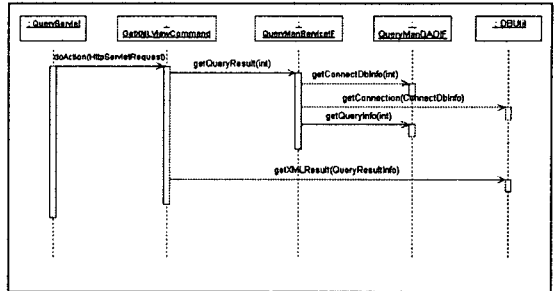 : QueryServlet
: GetXMLViewCommand
: QueryManServiceIF
: QueryManDAOIF
: DBUtil
doAction(HttpServletRequest)
getQueryResult(int)
getConnectDbInfo(int)
getConnection(ConnectDbInfo)
getQueryInfo(int)
getXMLResult(QueryResultInfo)